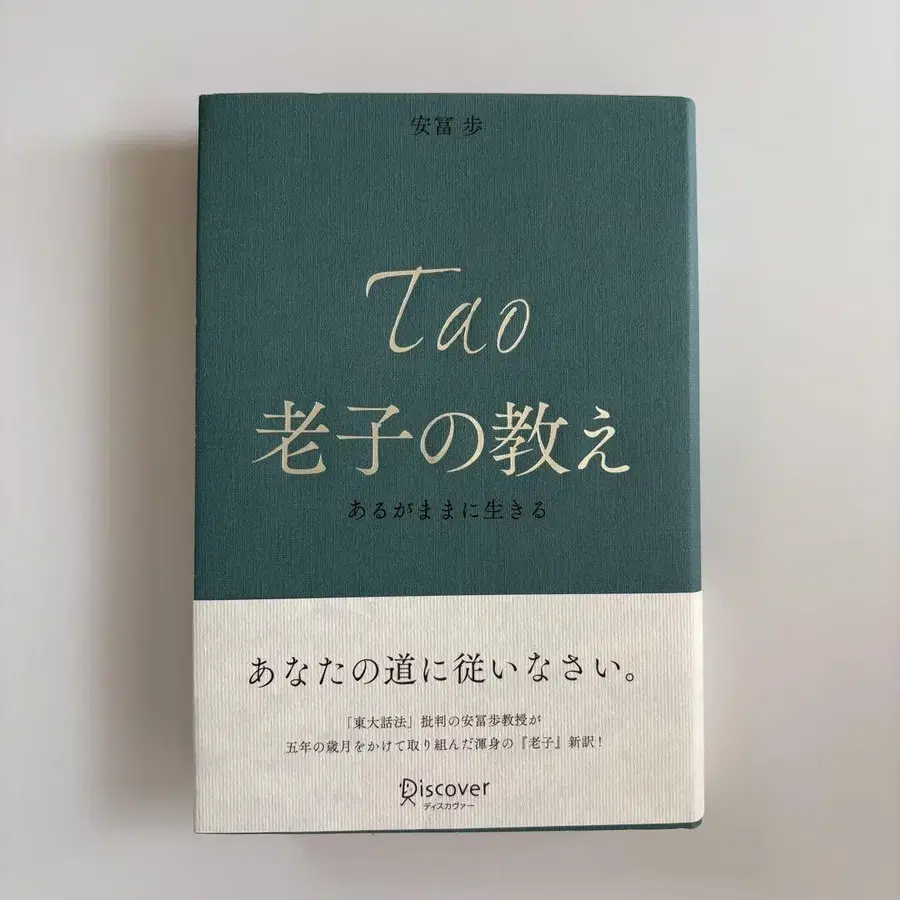 安冨 歩
Tao
老子の教え
あるがままに生きる
あなたの道に従いなさい。
「東大話法」批判の安冨歩教授が
五年の歳月をかけて取り組んだ渾身の『老子』新訳！
Discover
ディスカヴァー